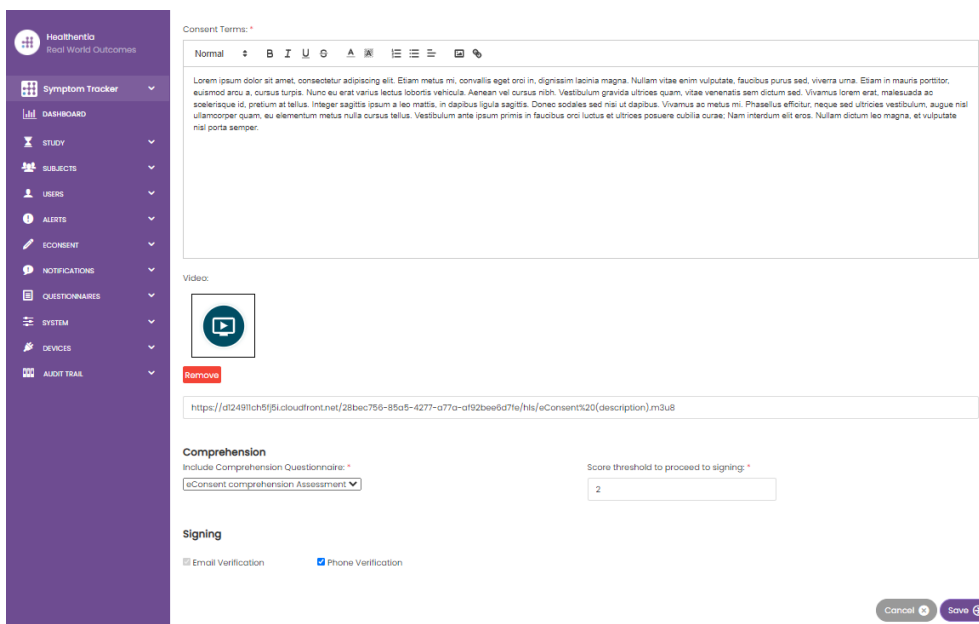 Healthentia
Real World Outcomes
Symptom Tracker
DASHBOARD
STUDY
SUBJECTS
USERS
ALERTS
ECONSENT
NOTIFICATIONS
QUESTIONNAIRES
SYSTEM
DEVICES
AUDIT TRAIL
Consent Terms: *
Normal B I U S A A
Lorem ipsum dolor sit amet, consectetur adipiscing elit. Etiam metus mi, convallis eget orci in, dignissim lacinia magna. Nullam vitae enim vulputate, faucibus purus sed, viverra urna. Etiam in mauris porttitor,
euismod arcu a, cursus turpis. Nunc eu erat varius lectus lobortis vehicula. Aenean vel cursus nibh. Vestibulum gravida ultrices quam, vitae venenatis sem dictum sed. Vivamus lorem erat, malesuada ac
scelerisque id, pretium at tellus. Integer sagittis ipsum a leo mattis, in dapibus ligula sagittis. Donec sodales sed nisi ut dapibus. Vivamus ac metus mi. Phasellus efficitur, neque sed ultricies vestibulum, augue nisl
ullamcorper quam, eu elementum metus nulla cursus tellus. Vestibulum ante ipsum primis in faucibus orci luctus et ultrices posuere cubilia curae; Nam interdum elit eros. Nullam dictum leo magna, et vulputate
nisl porta semper.
Video:
Remove
https://d1249l1ch5fj5i.cloudfront.net/28bec756-85a5-4277-a77a-af92bee6d7fe/hls/eConsent%20(description).m3u8
Comprehension
Include Comprehension Questionnaire: *
eConsent comprehension Assessment
Score threshold to proceed to signing: *
2
Signing
Email Verification
Phone Verification
Cancel
Save